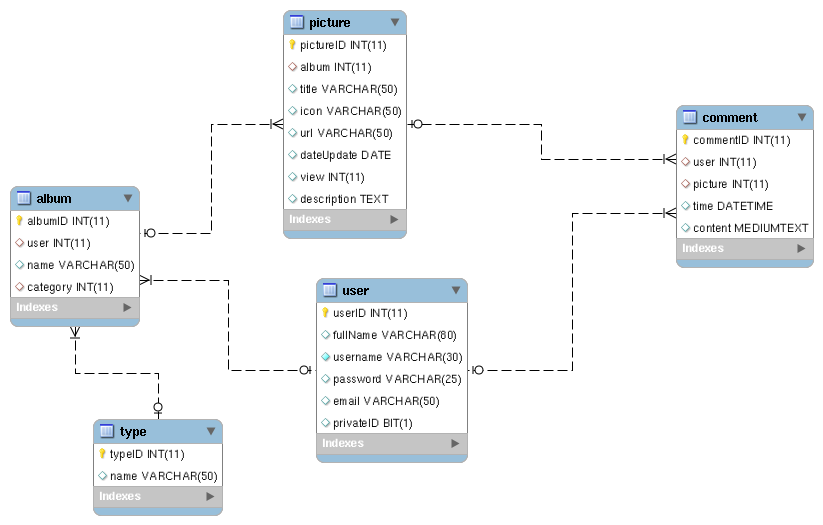 picture
pictureID INT(11)
album INT(11)
title VARCHAR(50)
icon VARCHAR(50)
url VARCHAR(50)
dateUpdate DATE
view INT(11)
description TEXT
Indexes
comment
commentID INT(11)
user INT(11)
picture INT(11)
time DATETIME
content MEDIUMTEXT
Indexes
album
albumID INT(11)
user INT(11)
name VARCHAR(50)
category INT(11)
Indexes
user
userID INT(11)
fullName VARCHAR(80)
username VARCHAR(30)
password VARCHAR(25)
email VARCHAR(50)
privateID BIT(1)
Indexes
type
typeID INT(11)
name VARCHAR(50)
Indexes